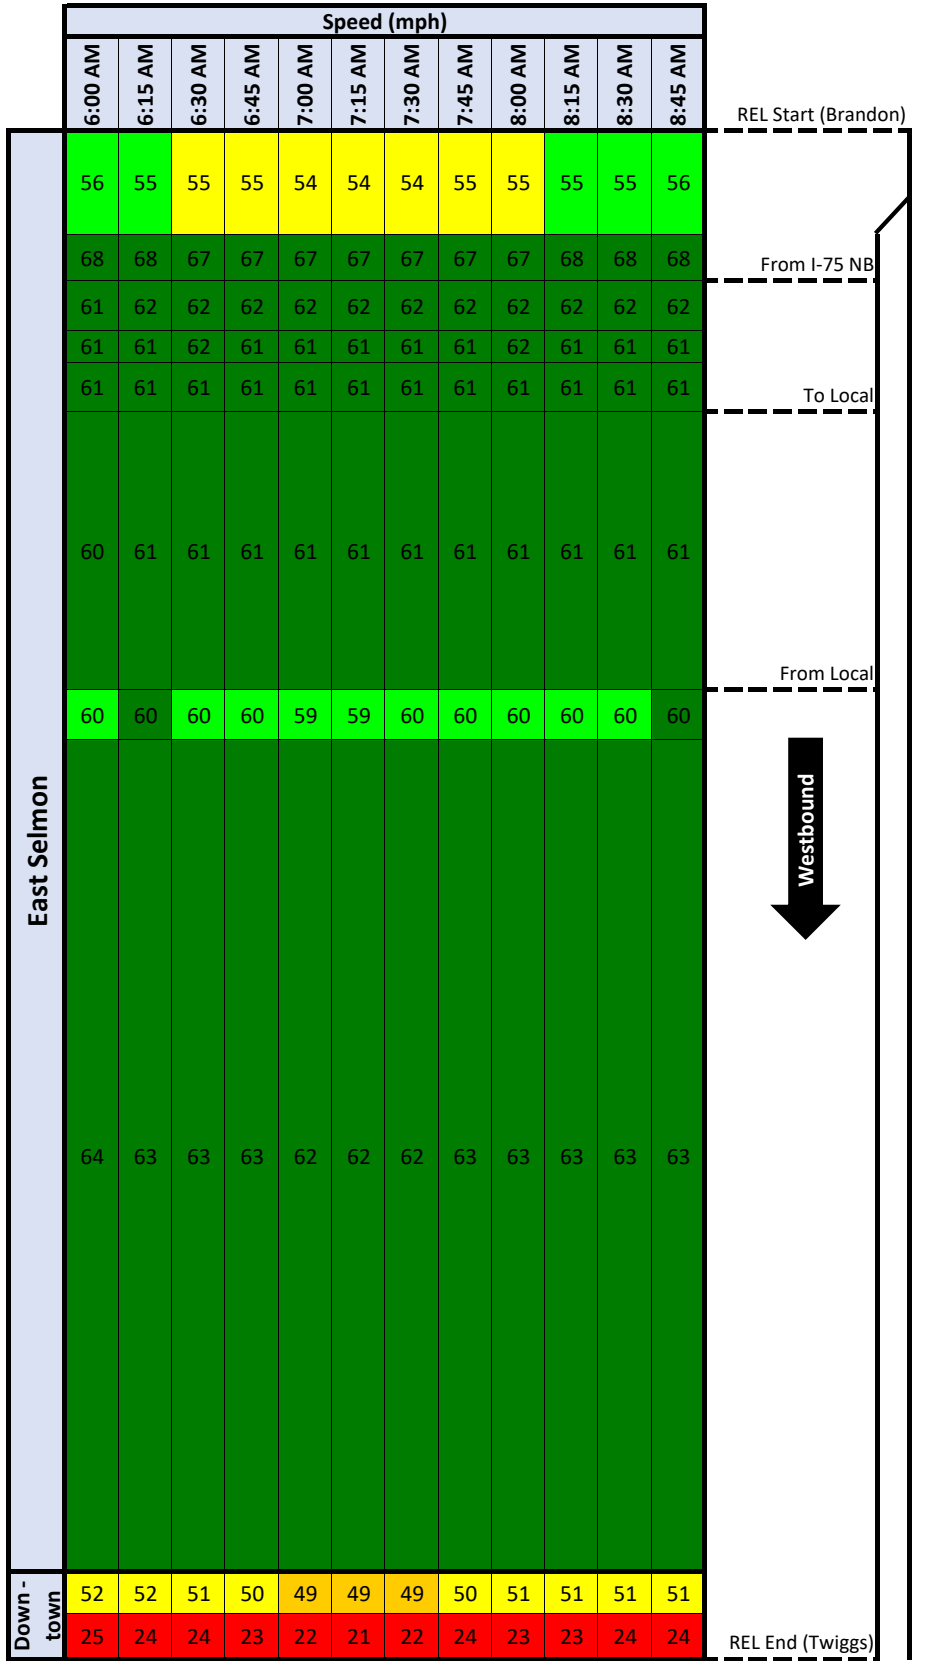 Speed (mph)
6:00 AM 6:15 AM 6:30 AM 6:45 AM 7:00 AM 7:15 AM 7:30 AM 7:45 AM 8:00 AM 8:15 AM 8:30 AM 8:45 AM
REL Start (Brandon)
56 55 55 55 54 54 54 55 55 55 55 56
68 68 67 67 67 67 67 67 67 68 68 68
From I-75 NB
61 62 62 62 62 62 62 62 62 62 62 62
61 61 62 61 61 61 61 61 62 61 61 61
61 61 61 61 61 61 61 61 61 61 61 61
To Local
60 61 61 61 61 61 61 61 61 61 61 61
From Local
60 60 60 60 59 59 60 60 60 60 60 60
Westbound
East Selmon
64 63 63 63 62 62 62 63 63 63 63 63
Down -
town
52 52 51 50 49 49 49 50 51 51 51 51
25 24 24 23 22 21 22 24 23 23 24 24
REL End (Twiggs)